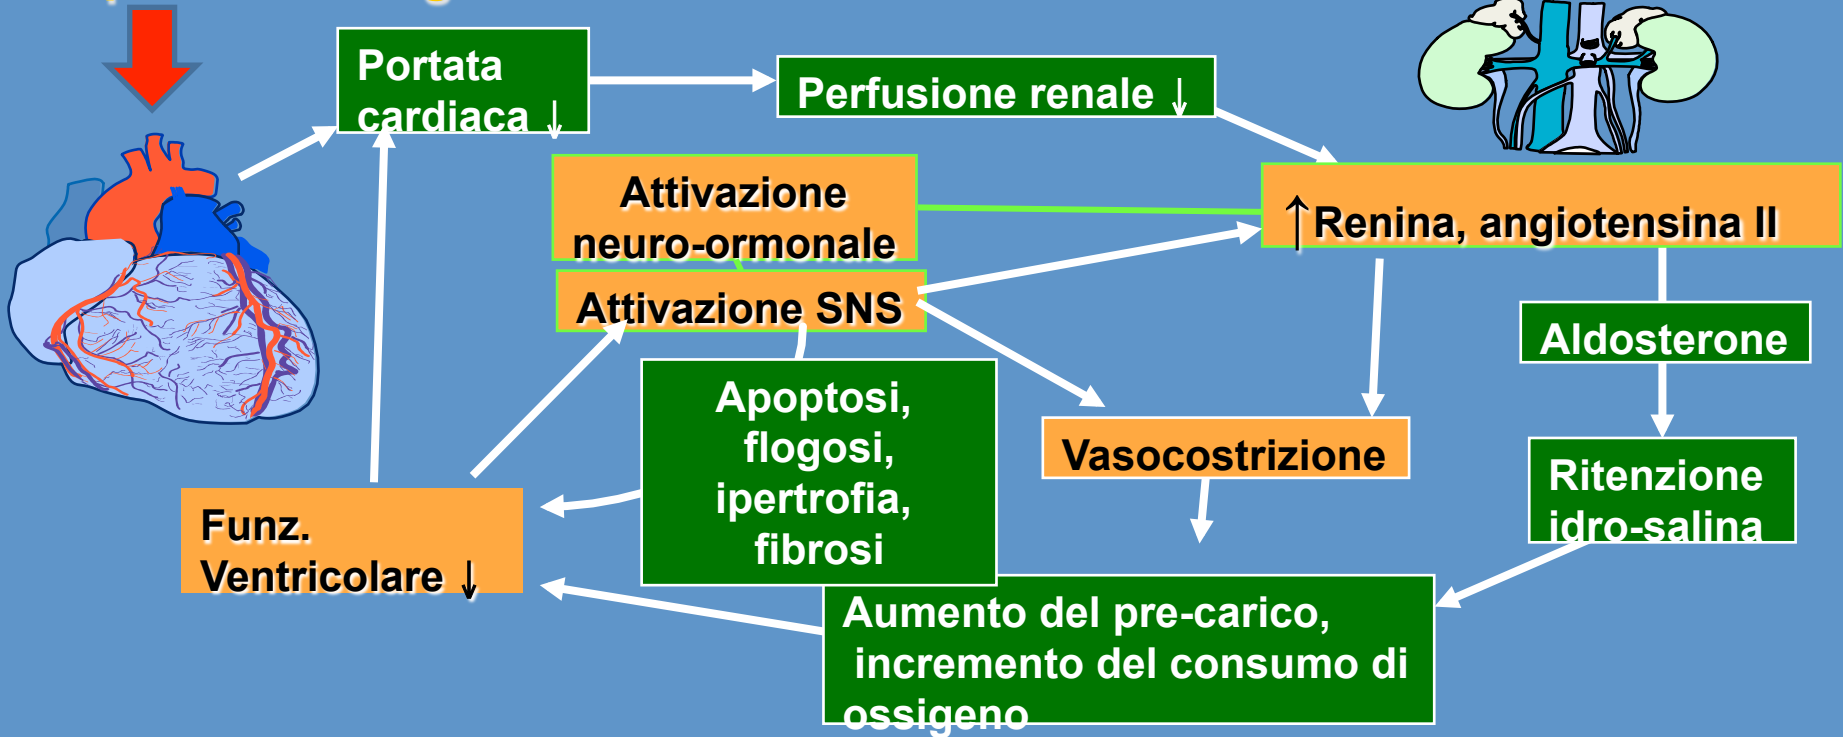 Portata
cardiaca ↓
Perfusione renale ↓
Attivazione
neuro-ormonale
↑Renina, angiotensina II
Attivazione SNS
Aldosterone
Apoptosi,
flogosi,
ipertrofia,
fibrosi
Vasocostrizione
Ritenzione
idro-salina
Funz.
Ventricolare ↓
Aumento del pre-carico,
incremento del consumo di
ossigeno